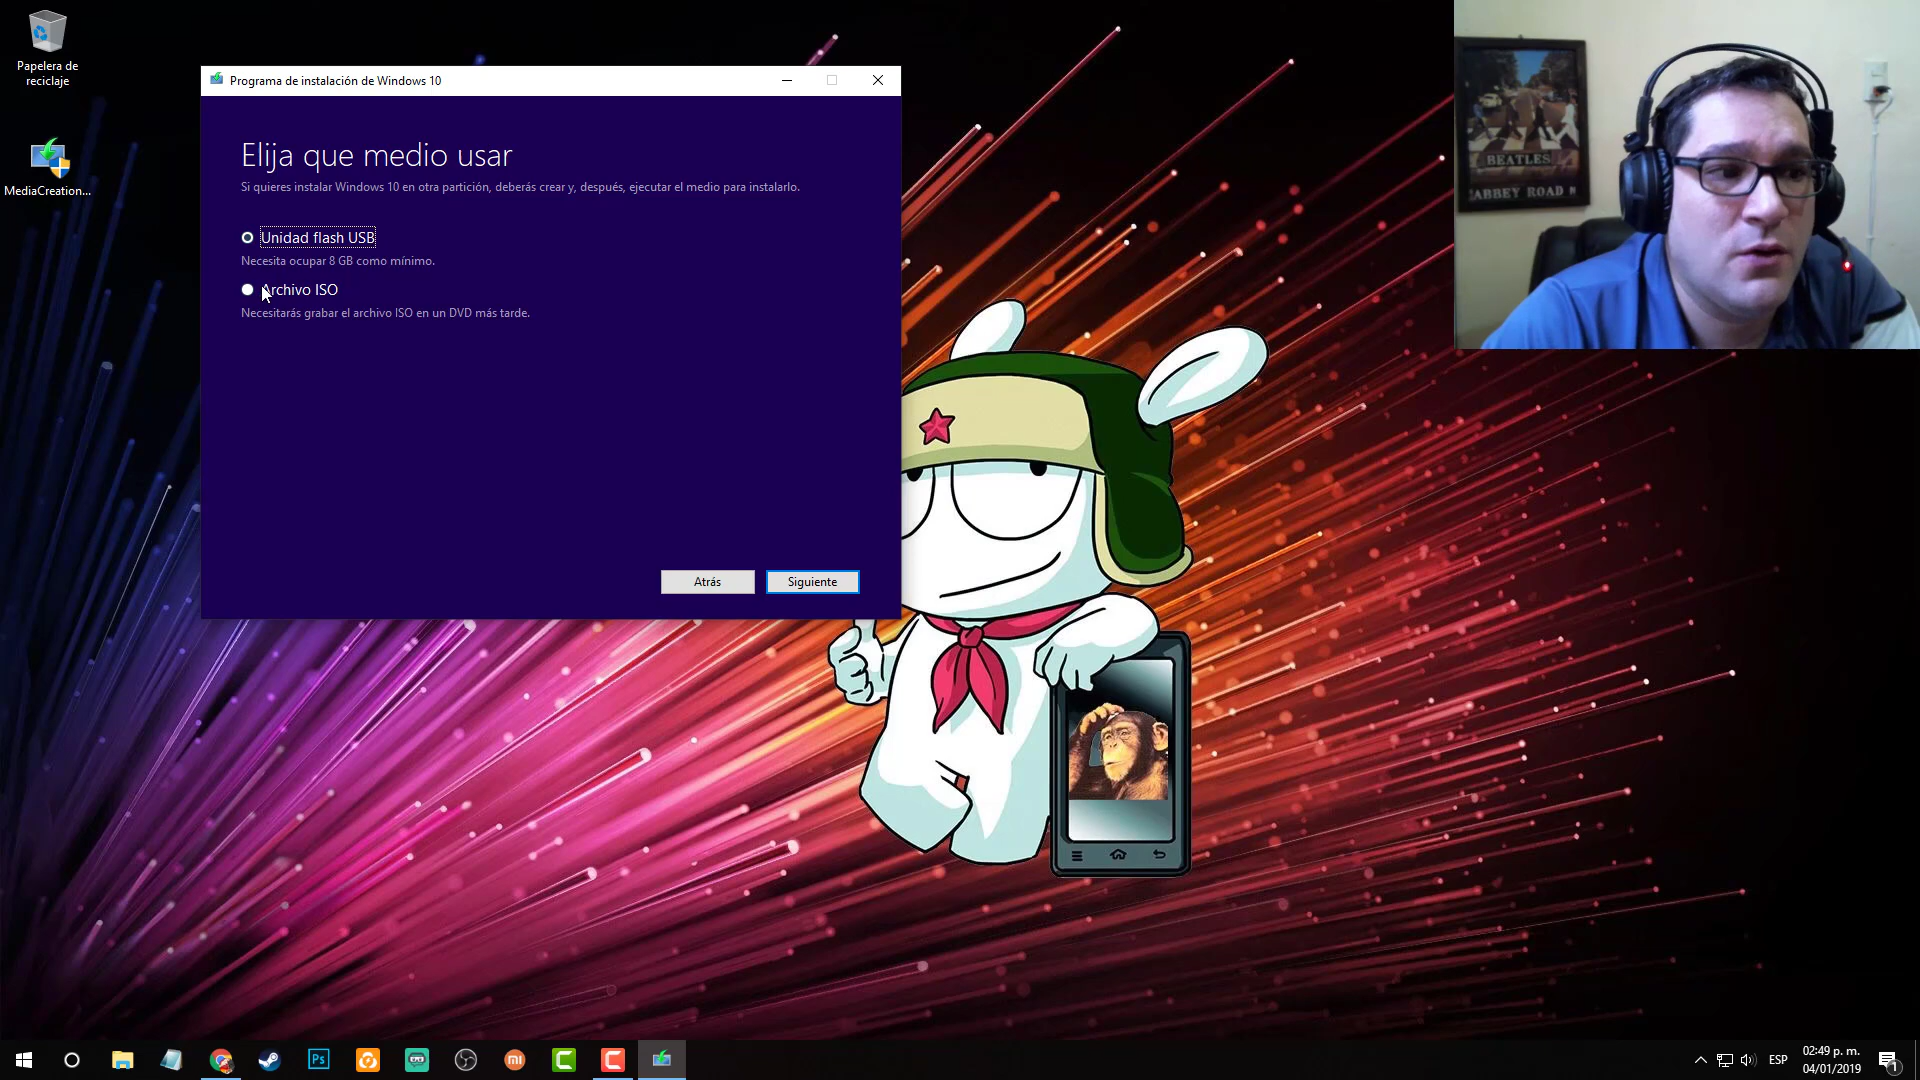 Papelera de
reciclaje
MediaCreation...
Programa de instalación de Windows 10
Elija que medio usar
Si quieres instalar Windows 10 en otra partición, deberás crear y, después, ejecutar el medio para instalarlo.
Unidad flash USB
Necesita ocupar 8 GB como mínimo.
Archivo ISO
Necesitarás grabar el archivo ISO en un DVD más tarde.
Atrás
Siguiente
BEATLES
ABBEY ROAD
Ps
ESP
02:49 p. m.
04/01/2019
1